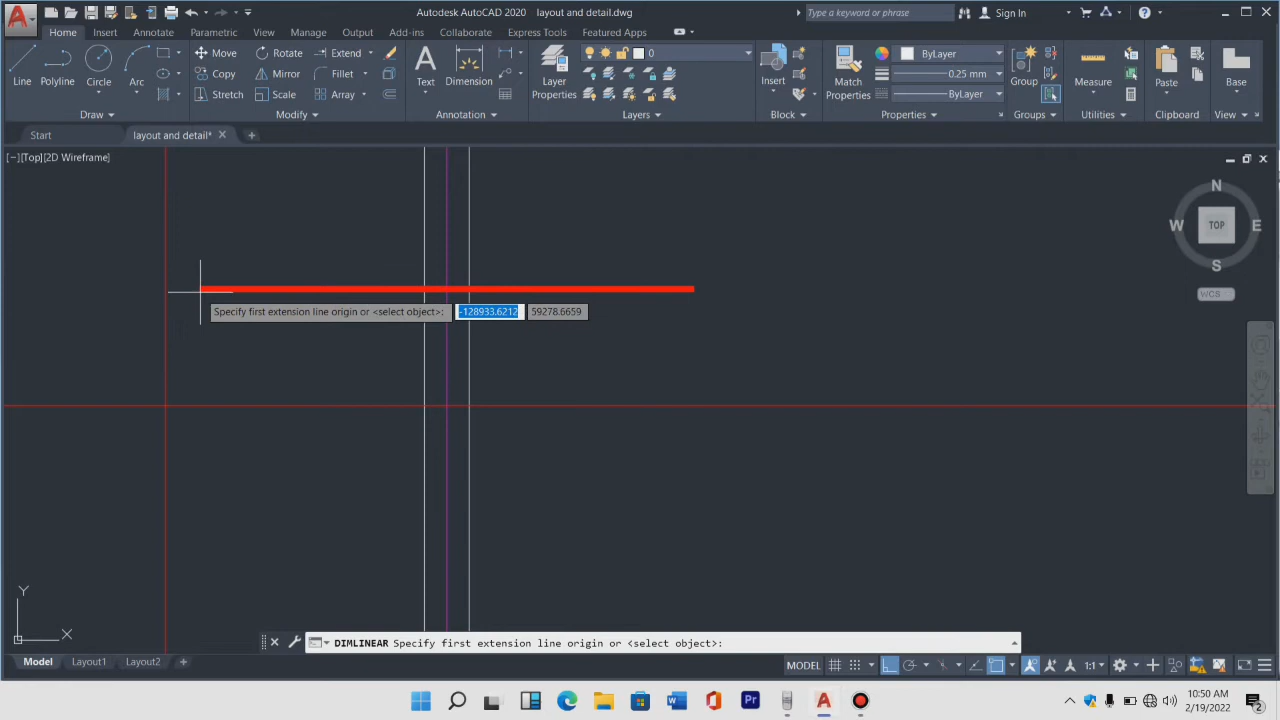 Autodesk AutoCAD 2020 layout and detail.dwg
Type a keyword or phrase
Sign In
Home Insert Annotate Parametric View Manage Output Add-ins Collaborate Express Tools Featured Apps
Line Polyline Circle Arc
Move Rotate Extend
Copy Mirror Fillet
Stretch Scale Array
Text Dimension
Layer Properties
0
Insert
Match Properties
ByLayer
0.25 mm
ByLayer
Group
Measure
Paste
Base
Draw Modify Annotation Layers Block Properties Groups Utilities Clipboard View
Start layout and detail*
[−][Top][2D Wireframe]
N
W TOP E
S
WCS
Specify first extension line origin or <select object>: -128933.6212 59278.6659
Y
X
DIMLINEAR Specify first extension line origin or <select object>:
Model Layout1 Layout2
MODEL 1:1
W Pr A
10:50 AM
2/19/2022
2